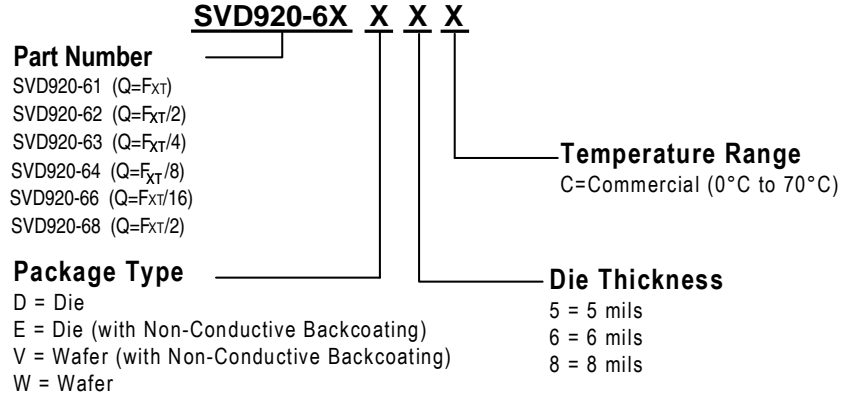 SVD920-6X X X X
Part Number
SVD920-61 (Q=FXT)
SVD920-62 (Q=FXT/2)
SVD920-63 (Q=FXT/4)
SVD920-64 (Q=FXT/8)
SVD920-66 (Q=FXT/16)
SVD920-68 (Q=FXT/2)
Temperature Range
C=Commercial (0°C to 70°C)
Package Type
D = Die
E = Die (with Non-Conductive Backcoating)
V = Wafer (with Non-Conductive Backcoating)
W = Wafer
Die Thickness
5 = 5 mils
6 = 6 mils
8 = 8 mils